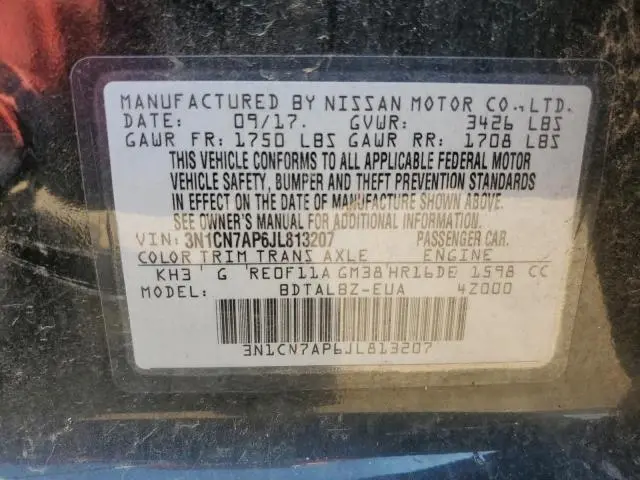 MANUFACTURED BY NISSAN MOTOR CO.,LTD.
DATE: 09/17. GVWR: 3426 LBS
GAWR FR: 1750 LBS GAWR RR: 1708 LBS
THIS VEHICLE CONFORMS TO ALL APPLICABLE FEDERAL MOTOR
VEHICLE SAFETY, BUMPER AND THEFT PREVENTION STANDARDS
IN EFFECT ON THE DATE OF MANUFACTURE SHOWN ABOVE.
SEE OWNER'S MANUAL FOR ADDITIONAL INFORMATION.
VIN: 3N1CN7AP6JL813207 PASSENGER CAR.
COLOR TRIM TRANS AXLE ENGINE
KH3 G RE0F11A GM38 HR16DE 1598 CC
MODEL: BDTALBZ-EUA 4Z000
3N1CN7AP6JL813207